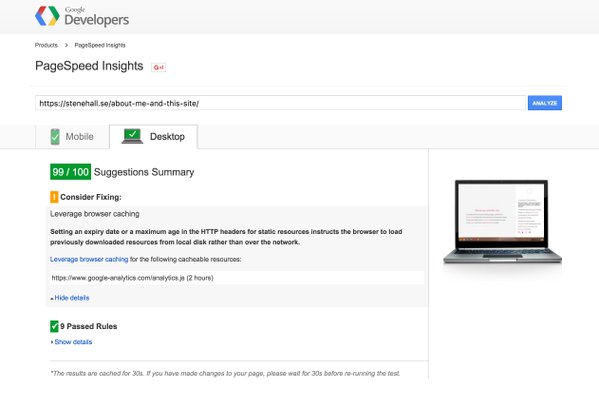 Google
Developers
Products > PageSpeed Insights
PageSpeed Insights
G+1
https://stenehall.se/about-me-and-this-site/
ANALYZE
Mobile
Desktop
99 / 100 Suggestions Summary
! Consider Fixing:
Leverage browser caching
Setting an expiry date or a maximum age in the HTTP headers for static resources instructs the browser to load
previously downloaded resources from local disk rather than over the network.
Leverage browser caching for the following cacheable resources:
https://www.google-analytics.com/analytics.js (2 hours)
Hide details
9 Passed Rules
Show details
*The results are cached for 30s. If you have made changes to your page, please wait for 30s before re-running the test.